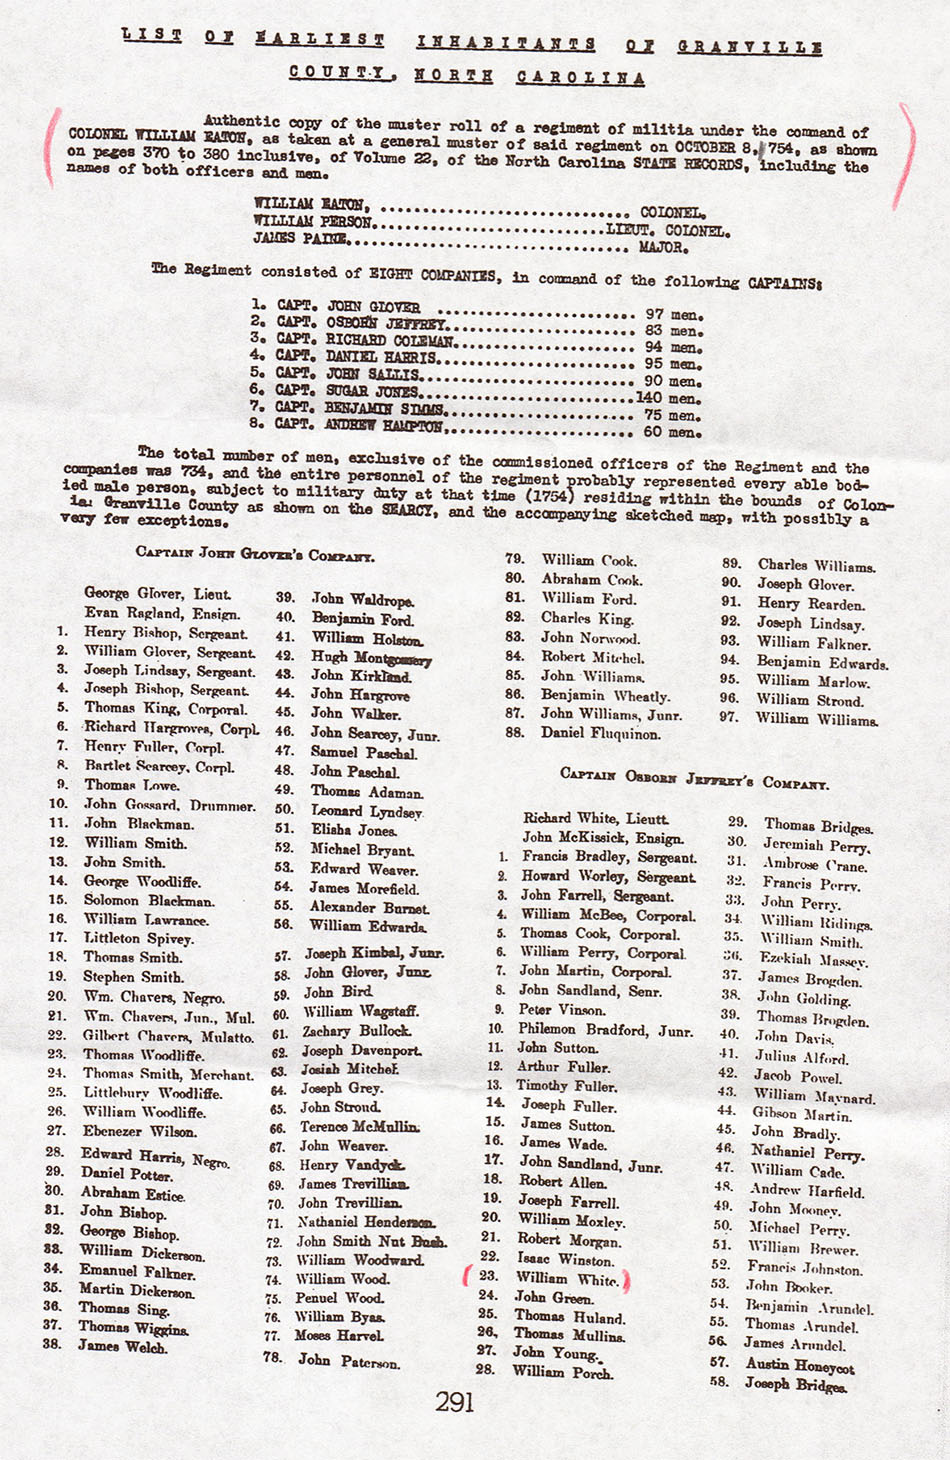 LIST OF EARLIEST INHABITANTS OF GRANVILLE
COUNTY, NORTH CAROLINA
Authentic copy of the muster roll of a regiment of militia under the command of
COLONEL WILLIAM EATON, as taken at a general muster of said regiment on OCTOBER 8, 754, as shown
on pages 370 to 380 inclusive, of Volume 22, of the North Carolina STATE RECORDS, including the
names of both officers and men.
WILLIAM EATON, ............................... COLONEL.
WILLIAM PERSON.............................LIEUT. COLONEL.
JAMES PAINE................................... MAJOR.
The Regiment consisted of EIGHT COMPANIES, in command of the following CAPTAINS:
1. CAPT. JOHN GLOVER ........................ 97 men.
2. CAPT. OSBORN JEFFREY....................... 83 men.
3. CAPT. RICHARD COLEMAN...................... 94 men.
4. CAPT. DANIEL HARRIS........................ 95 men.
5. CAPT. JOHN SALLIS.......................... 90 men.
6. CAPT. SUGAR JONES..........................140 men.
7. CAPT. BENJAMIN SIMMS....................... 75 men.
8. CAPT. ANDREW HAMPTON,...................... 60 men.
The total number of men, exclusive of the commissioned officers of the Regiment and the
companies was 734, and the entire personnel of the regiment probably represented every able bod-
ied male person, subject to military duty at that time (1754) residing within the bounds of Colon-
ial Granville County as shown on the SEARCY, and the accompanying sketched map, with possibly a
very few exceptions.
CAPTAIN JOHN GLOVER'S COMPANY.
George Glover, Lieut.
Evan Ragland, Ensign.
1. Henry Bishop, Sergeant.
2. William Glover, Sergeant.
3. Joseph Lindsay, Sergeant.
4. Joseph Bishop, Sergeant.
5. Thomas King, Corporal.
6. Richard Hargroves, Corpl.
7. Henry Fuller, Corpl.
8. Bartlet Searcey, Corpl.
9. Thomas Lowe.
10. John Gossard, Drummer.
11. John Blackman.
12. William Smith.
13. John Smith.
14. George Woodliffe.
15. Solomon Blackman.
16. William Lawrance.
17. Littleton Spivey.
18. Thomas Smith.
19. Stephen Smith.
20. Wm. Chavers, Negro.
21. Wm. Chavers, Jun., Mul.
22. Gilbert Chavers, Mulatto.
23. Thomas Woodliffe.
24. Thomas Smith, Merchant.
25. Littlebury Woodliffe.
26. William Woodliffe.
27. Ebenezer Wilson.
28. Edward Harris, Negro.
29. Daniel Potter.
30. Abraham Estice.
31. John Bishop.
32. George Bishop.
33. William Dickerson.
34. Emanuel Falkner.
35. Martin Dickerson.
36. Thomas Sing.
37. Thomas Wiggins.
38. James Welch.
39. John Waldrope.
40. Benjamin Ford.
41. William Holston.
42. Hugh Montgomery
43. John Kirkland.
44. John Hargrove
45. John Walker.
46. John Searcey, Junr.
47. Samuel Paschal.
48. John Paschal.
49. Thomas Adaman.
50. Leonard Lyndsey.
51. Elisha Jones.
52. Michael Bryant.
53. Edward Weaver.
54. James Morefield.
55. Alexander Burnet.
56. William Edwards.
57. Joseph Kimbal, Junr.
58. John Glover, Junr.
59. John Bird.
60. William Wagstaff.
61. Zachary Bullock.
62. Joseph Davenport.
63. Josiah Mitchel.
64. Joseph Grey.
65. John Stroud.
66. Terence McMullin.
67. John Weaver.
68. Henry Vandyck.
69. James Trevillian.
70. John Trevillian.
71. Nathaniel Henderson.
72. John Smith Nut Bush.
73. William Woodward.
74. William Wood.
75. Penuel Wood.
76. William Byas.
77. Moses Harvel.
78. John Paterson.
79. William Cook.
80. Abraham Cook.
81. William Ford.
82. Charles King.
83. John Norwood.
84. Robert Mitchel.
85. John Williams.
86. Benjamin Wheatly.
87. John Williams, Junr.
88. Daniel Fluquinon.
89. Charles Williams.
90. Joseph Glover.
91. Henry Rearden.
92. Joseph Lindsay.
93. William Falkner.
94. Benjamin Edwards.
95. William Marlow.
96. William Stroud.
97. William Williams.
CAPTAIN OSBORN JEFFREY'S COMPANY.
Richard White, Lieutt.
John McKissick, Ensign.
1. Francis Bradley, Sergeant.
2. Howard Worley, Sergeant.
3. John Farrell, Sergeant.
4. William McBee, Corporal.
5. Thomas Cook, Corporal.
6. William Perry, Corporal.
7. John Martin, Corporal.
8. John Sandland, Senr.
9. Peter Vinson.
10. Philemon Bradford, Junr.
11. John Sutton.
12. Arthur Fuller.
13. Timothy Fuller.
14. Joseph Fuller.
15. James Sutton.
16. James Wade.
17. John Sandland, Junr.
18. Robert Allen.
19. Joseph Farrell.
20. William Moxley.
21. Robert Morgan.
22. Isaac Winston.
23. William White.
24. John Green.
25. Thomas Huland.
26. Thomas Mullins.
27. John Young.
28. William Porch.
29. Thomas Bridges.
30. Jeremiah Perry.
31. Ambrose Crane.
32. Francis Perry.
33. John Perry.
34. William Ridings.
35. William Smith.
36. Ezekiah Massey.
37. James Brogden.
38. John Golding.
39. Thomas Brogden.
40. John Davis.
41. Julius Alford.
42. Jacob Powel.
43. William Maynard.
44. Gibson Martin.
45. John Bradly.
46. Nathaniel Perry.
47. William Cade.
48. Andrew Harfield.
49. John Mooney.
50. Michael Perry.
51. William Brewer.
52. Francis Johnston.
53. John Booker.
54. Benjamin Arundel.
55. Thomas Arundel.
56. James Arundel.
57. Austin Honeycot
58. Joseph Bridges.
291